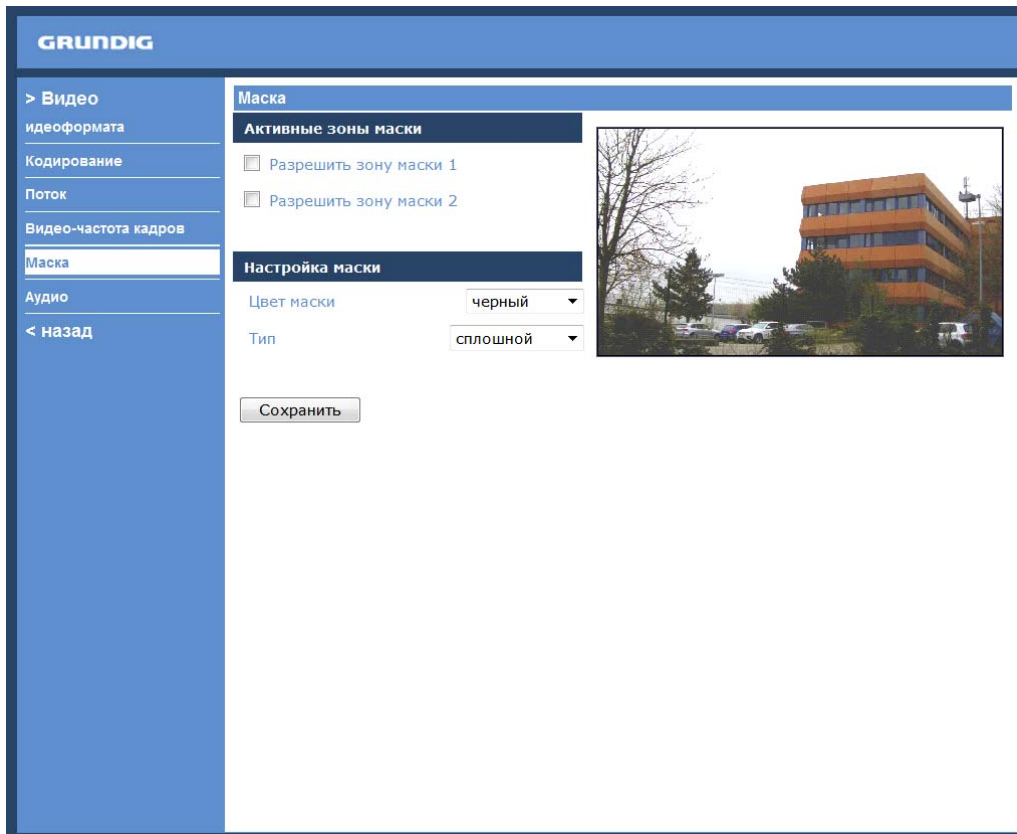 GRUNDIG
> Видео
идеоформата
Кодирование
Поток
Видео-частота кадров
Маска
Аудио
< назад
Маска
Активные зоны маски
Разрешить зону маски 1
Разрешить зону маски 2
Настройка маски
Цвет маски черный
Тип сплошной
Сохранить